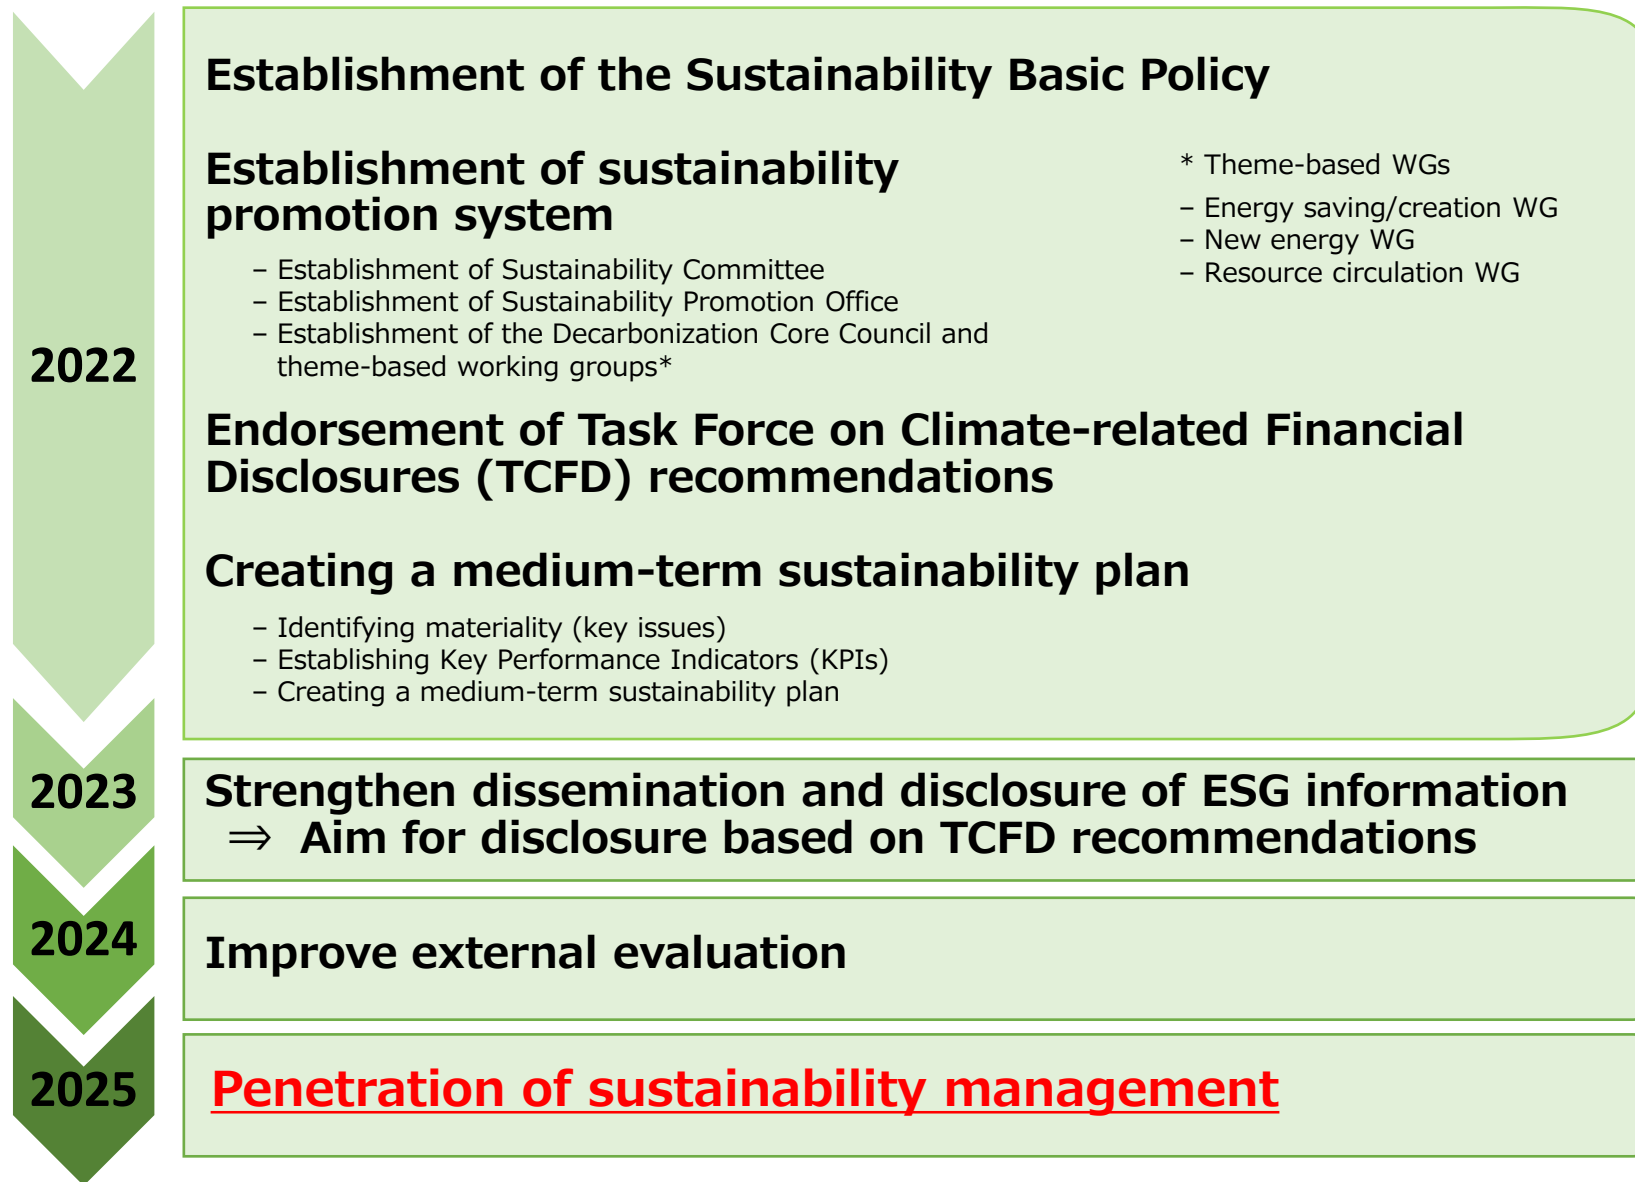 2022
Establishment of the Sustainability Basic Policy
Establishment of sustainability
promotion system
– Establishment of Sustainability Committee
– Establishment of Sustainability Promotion Office
– Establishment of the Decarbonization Core Council and
theme-based working groups*
* Theme-based WGs
– Energy saving/creation WG
– New energy WG
– Resource circulation WG
Endorsement of Task Force on Climate-related Financial
Disclosures (TCFD) recommendations
Creating a medium-term sustainability plan
– Identifying materiality (key issues)
– Establishing Key Performance Indicators (KPIs)
– Creating a medium-term sustainability plan
2023
Strengthen dissemination and disclosure of ESG information
⇒ Aim for disclosure based on TCFD recommendations
2024
Improve external evaluation
2025
Penetration of sustainability management